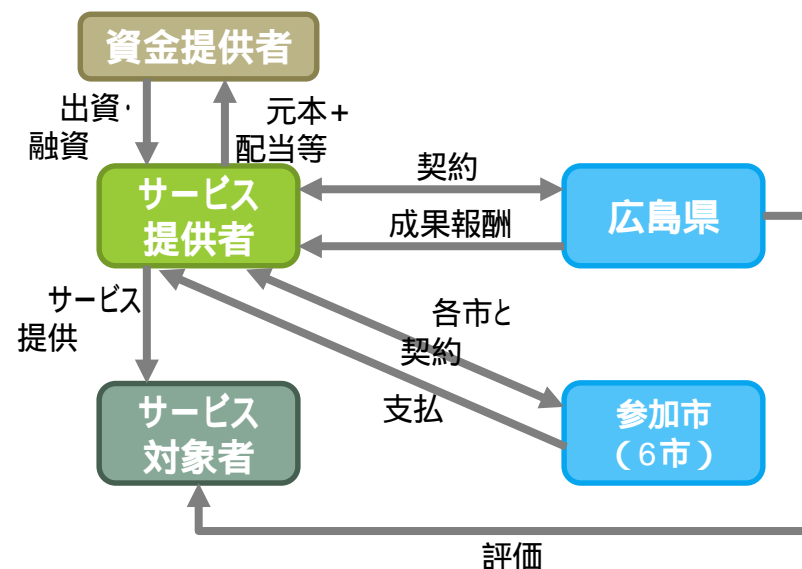 資金提供者
出資・
融資
元本+
配当等
サービス
提供者
契約
成果報酬
広島県
サービス
提供
各市と
契約
支払
サービス
対象者
参加市
(6市)
評価